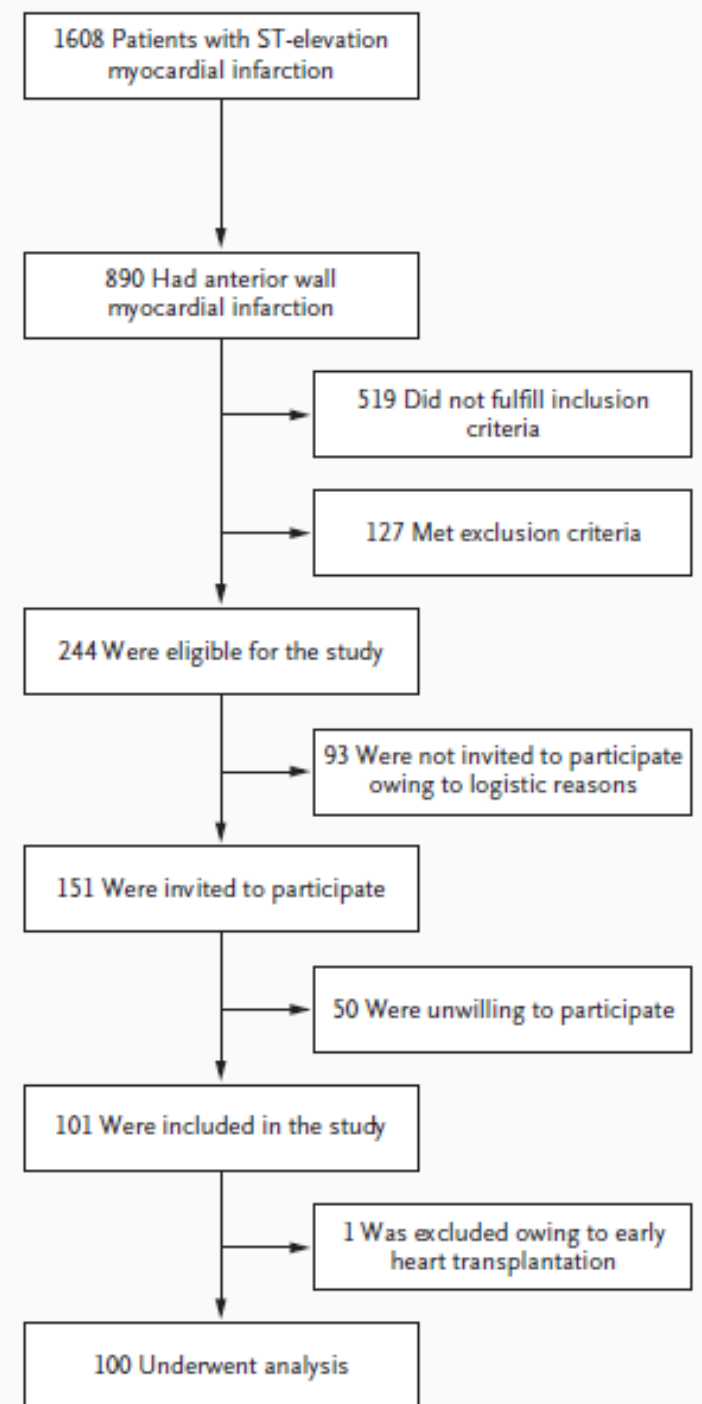 1608 Patients with ST-elevation
myocardial infarction
890 Had anterior wall
myocardial infarction
519 Did not fulfill inclusion
criteria
127 Met exclusion criteria
244 Were eligible for the study
93 Were not invited to participate
owing to logistic reasons
151 Were invited to participate
50 Were unwilling to participate
101 Were included in the study
1 Was excluded owing to early
heart transplantation
100 Underwent analysis